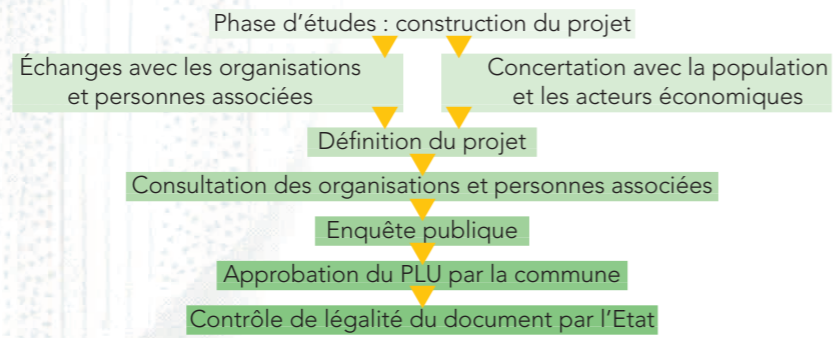 Phase d’études : construction du projet
Échanges avec les organisations
et personnes associées
Concertation avec la population
et les acteurs économiques
Définition du projet
Consultation des organisations et personnes associées
Enquête publique
Approbation du PLU par la commune
Contrôle de légalité du document par l’Etat